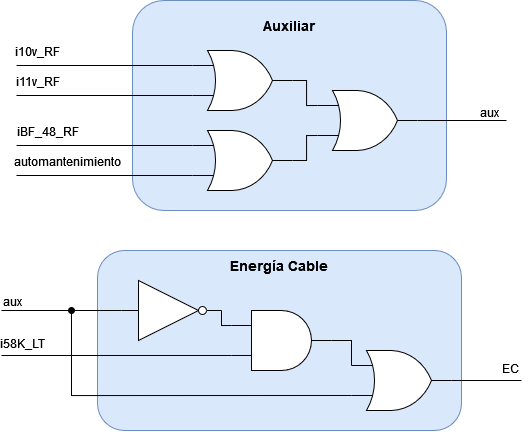 Auxiliar
i10v_RF
i11v_RF
iBF_48_RF
automantenimiento
aux
Energía Cable
aux
i58K_LT
EC